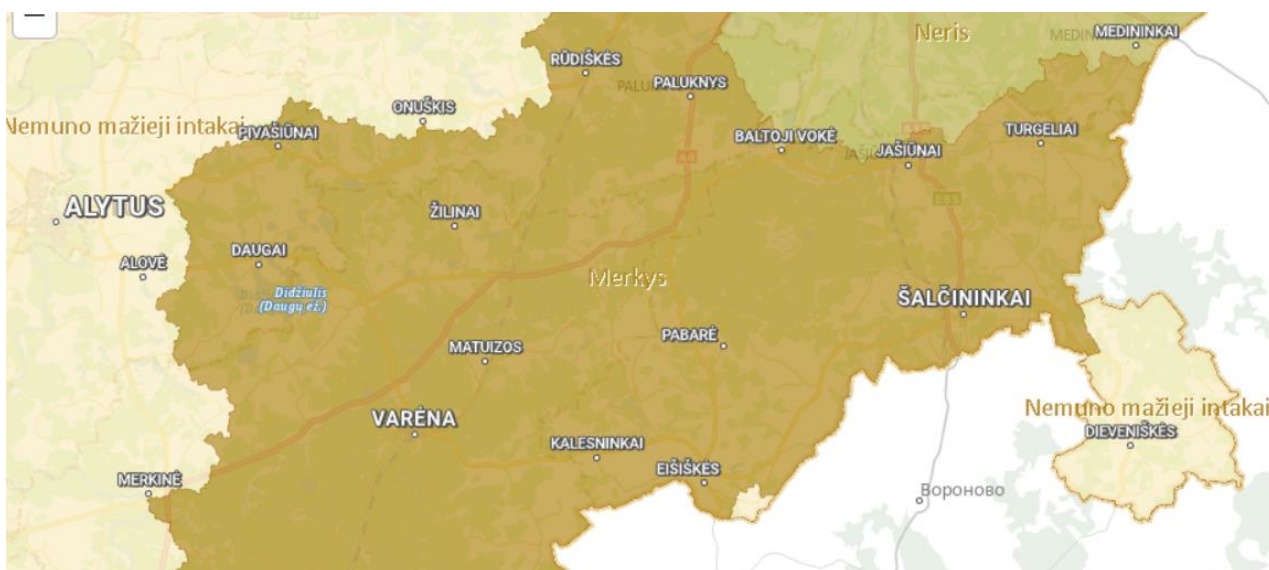 Neris
MEDININKAI
RŪDIŠKĖS
PALUKNYS
ONUŠKIS
Nemuno mažieji intakai
PIVAŠIŪNAI
BALTOJI VOKĖ
JAŠIŪNAI
TURGELIAI
A4
ALYTUS
ŽILINAI
DAUGAI
ALOVĖ
Merkys
Didžiulis
(Daugų ež.)
ŠALČININKAI
PABARĖ
MATUIZOS
VARĖNA
Nemuno mažieji intakai
DIEVENIŠKĖS
KALESNINKAI
EIŠIŠKĖS
MERKINĖ
Вороново